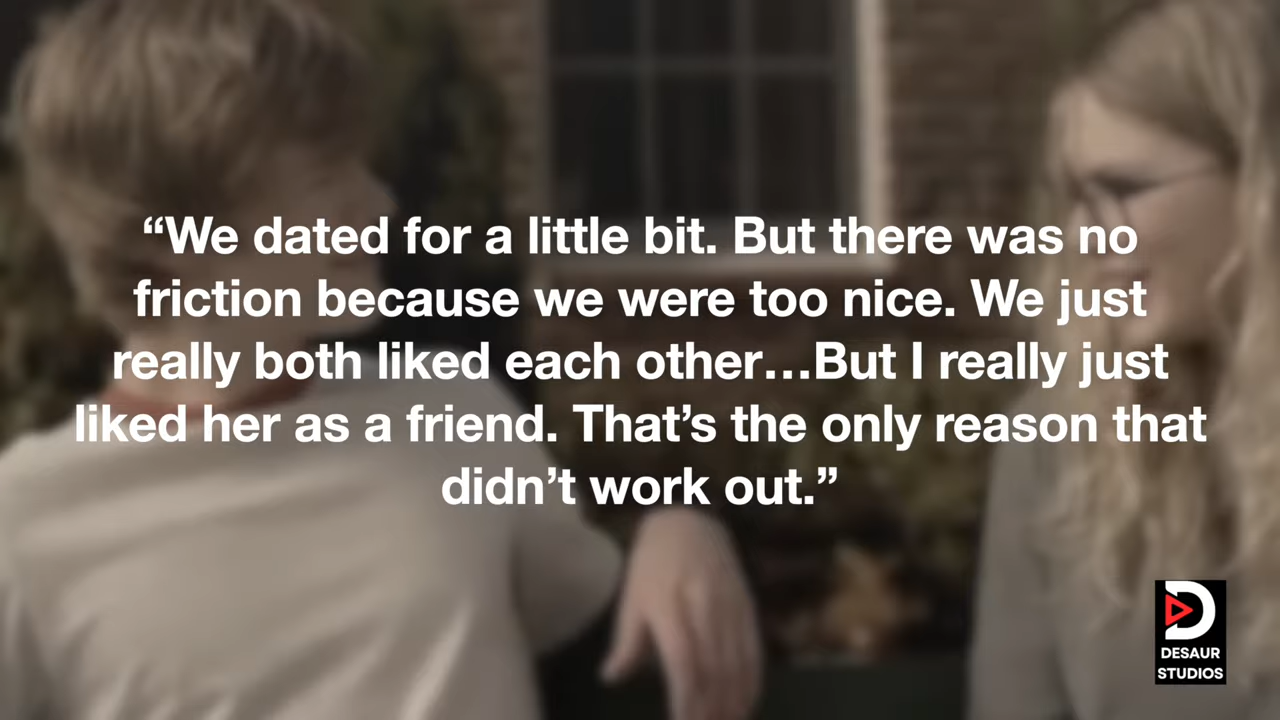 “We dated for a little bit. But there was no
friction because we were too nice. We just
really both liked each other…But I really just
liked her as a friend. That’s the only reason that
didn’t work out.”
DESAUR
STUDIOS